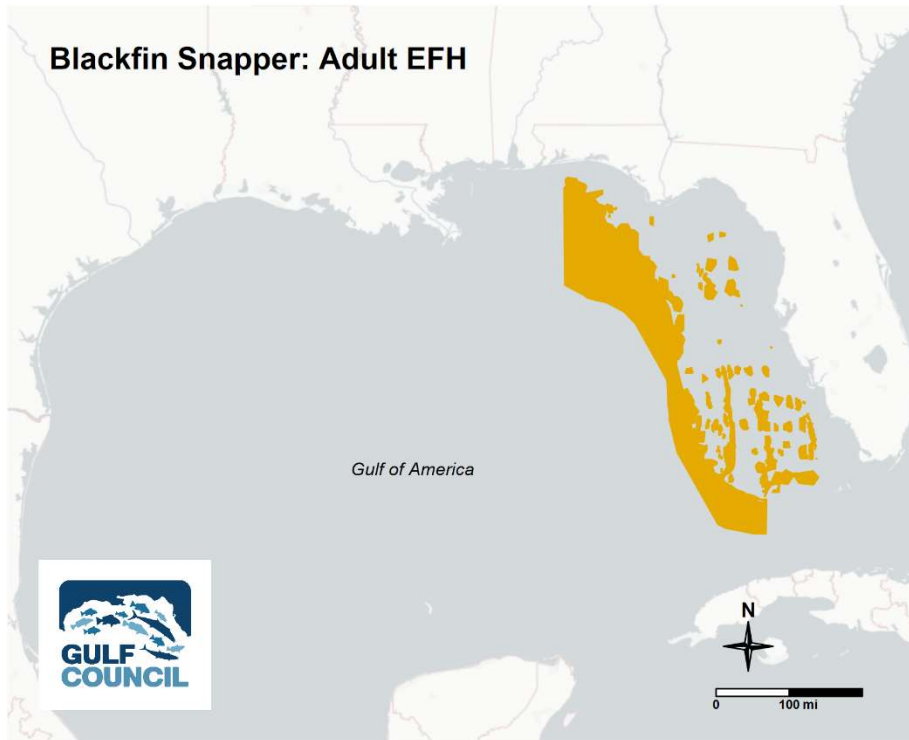 Blackfin Snapper: Adult EFH
Gulf of America
GULF
COUNCIL
N
0 100 mi